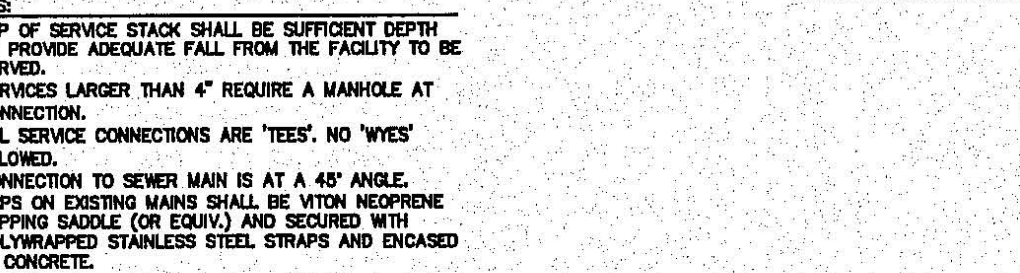 S:
P OF SERVICE STACK SHALL BE SUFFICIENT DEPTH
PROVIDE ADEQUATE FALL FROM THE FACILITY TO BE
RVED.
RVICES LARGER THAN 4" REQUIRE A MANHOLE AT
NNECTION.
L SERVICE CONNECTIONS ARE 'TEES'. NO 'WYES'
LOWED.
NNECTION TO SEWER MAIN IS AT A 45° ANGLE.
PS ON EXISTING MAINS SHALL BE VITON NEOPRENE
PPING SADDLE (OR EQUIV.) AND SECURED WITH
LYWRAPPED STAINLESS STEEL STRAPS AND ENCASED
CONCRETE.